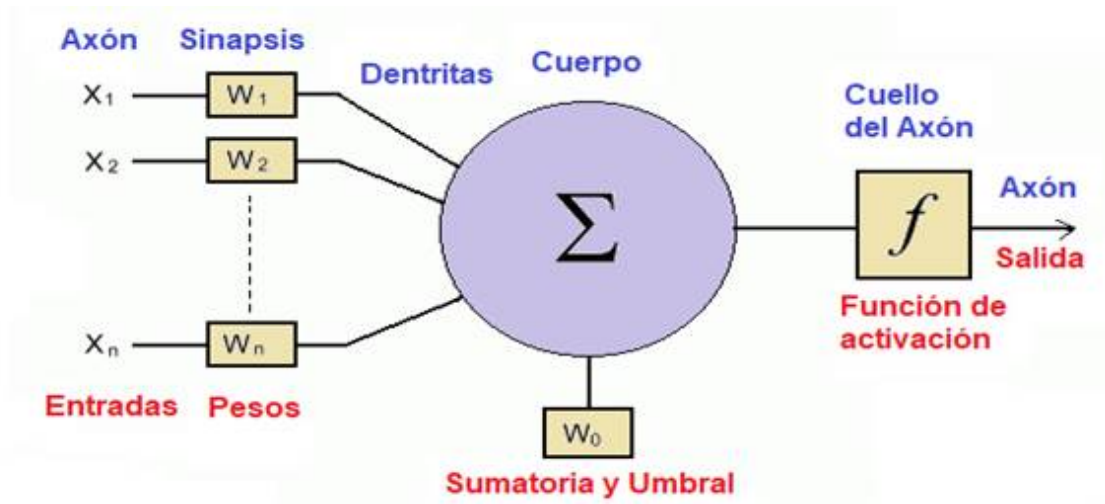 Axón Sinapsis
Dentritas
Cuerpo
X₁ W₁
X₂ W₂
Xₙ Wₙ
Entradas Pesos
Σ
W₀
Sumatoria y Umbral
Cuello
del Axón
f
Función de
activación
Axón
Salida